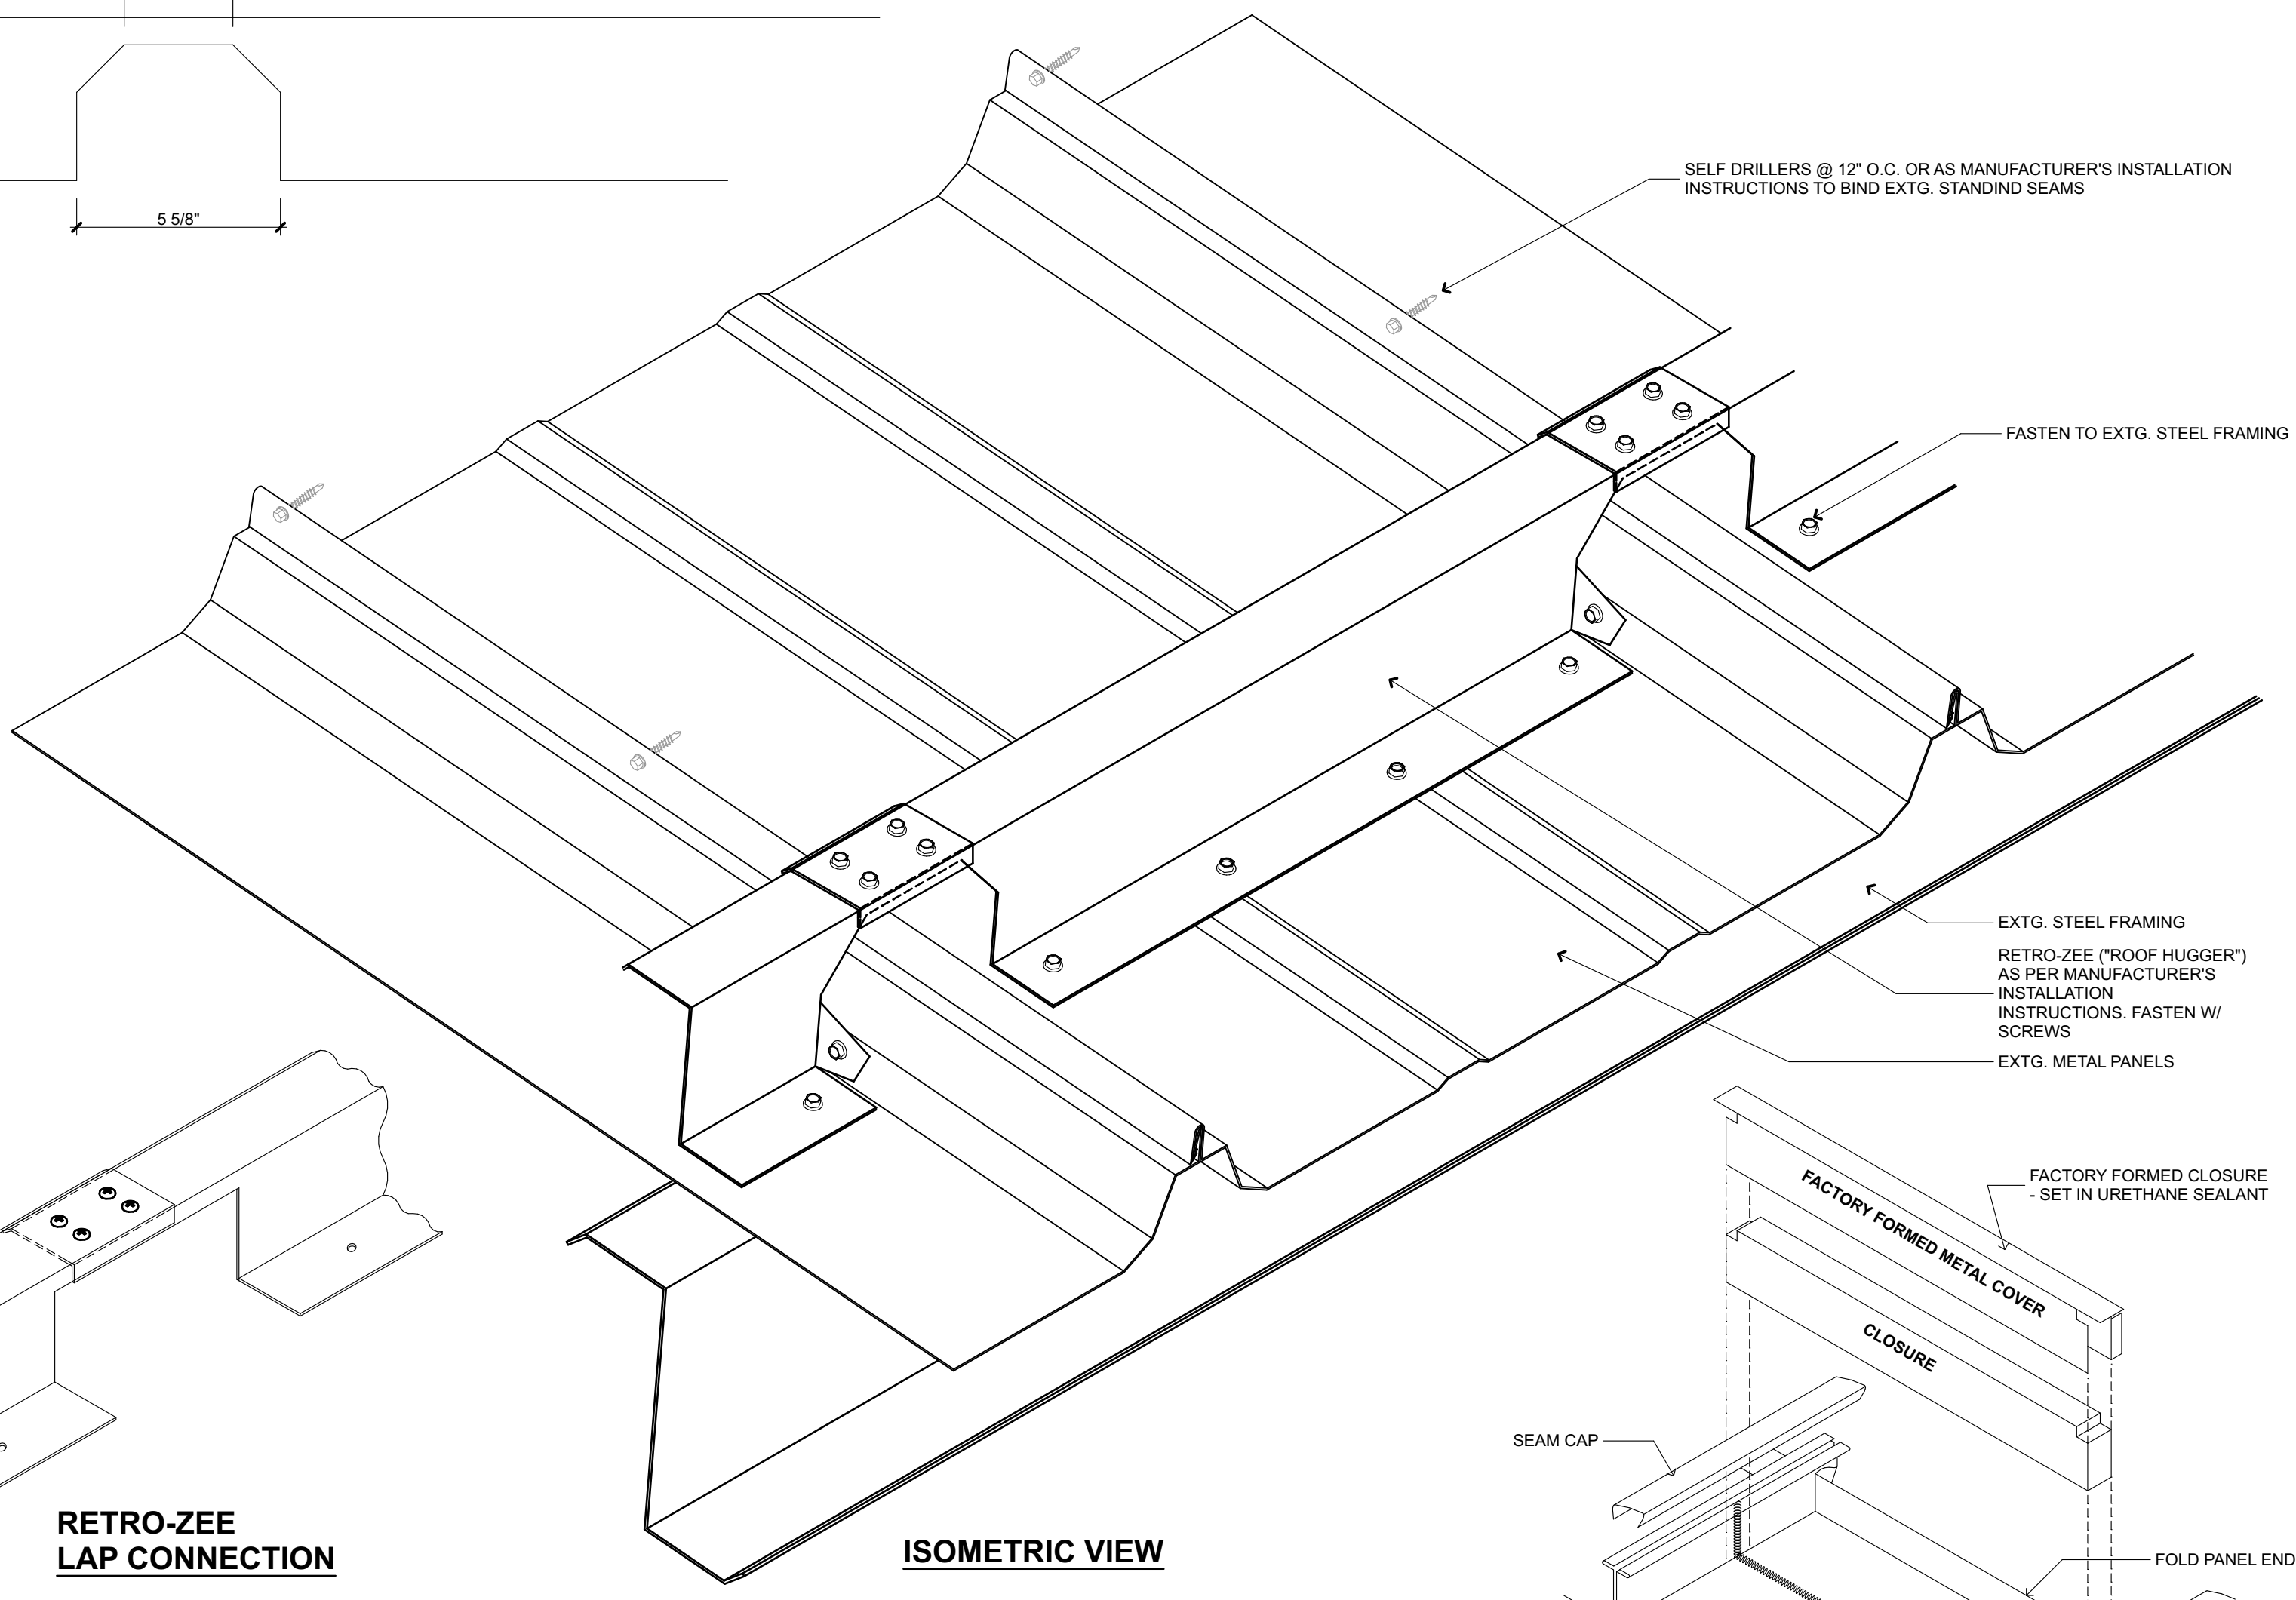 5 5/8"
SELF DRILLERS @ 12" O.C. OR AS MANUFACTURER'S INSTALLATION
INSTRUCTIONS TO BIND EXTG. STANDIND SEAMS
FASTEN TO EXTG. STEEL FRAMING
EXTG. STEEL FRAMING
RETRO-ZEE ("ROOF HUGGER")
AS PER MANUFACTURER'S
INSTALLATION
INSTRUCTIONS. FASTEN W/
SCREWS
EXTG. METAL PANELS
FACTORY FORMED CLOSURE
- SET IN URETHANE SEALANT
FACTORY FORMED METAL COVER
CLOSURE
SEAM CAP
FOLD PANEL END
RETRO-ZEE
LAP CONNECTION
ISOMETRIC VIEW